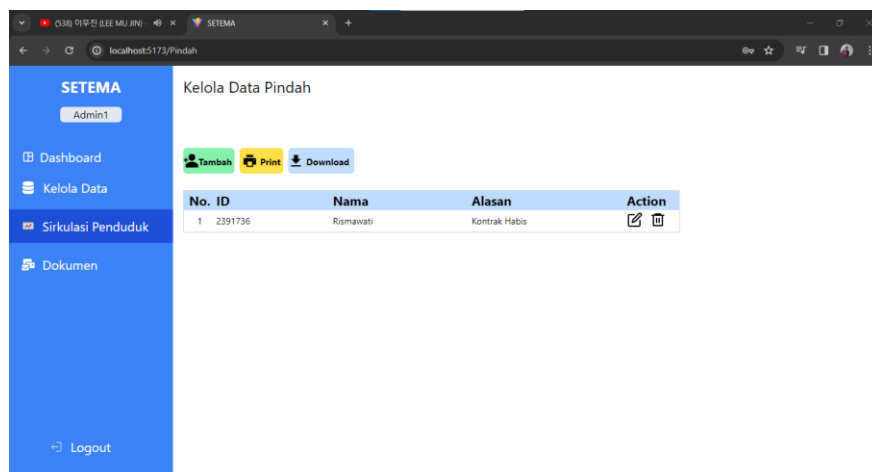 (538) 이무진 (LEE MU JIN)
SETEMA
localhost:5173/Pindah
SETEMA
Admin1
Dashboard
Kelola Data
Sirkulasi Penduduk
Dokumen
Logout
Kelola Data Pindah
Tambah Print Download
No. ID Nama Alasan Action
1 2391736 Rismawati Kontrak Habis